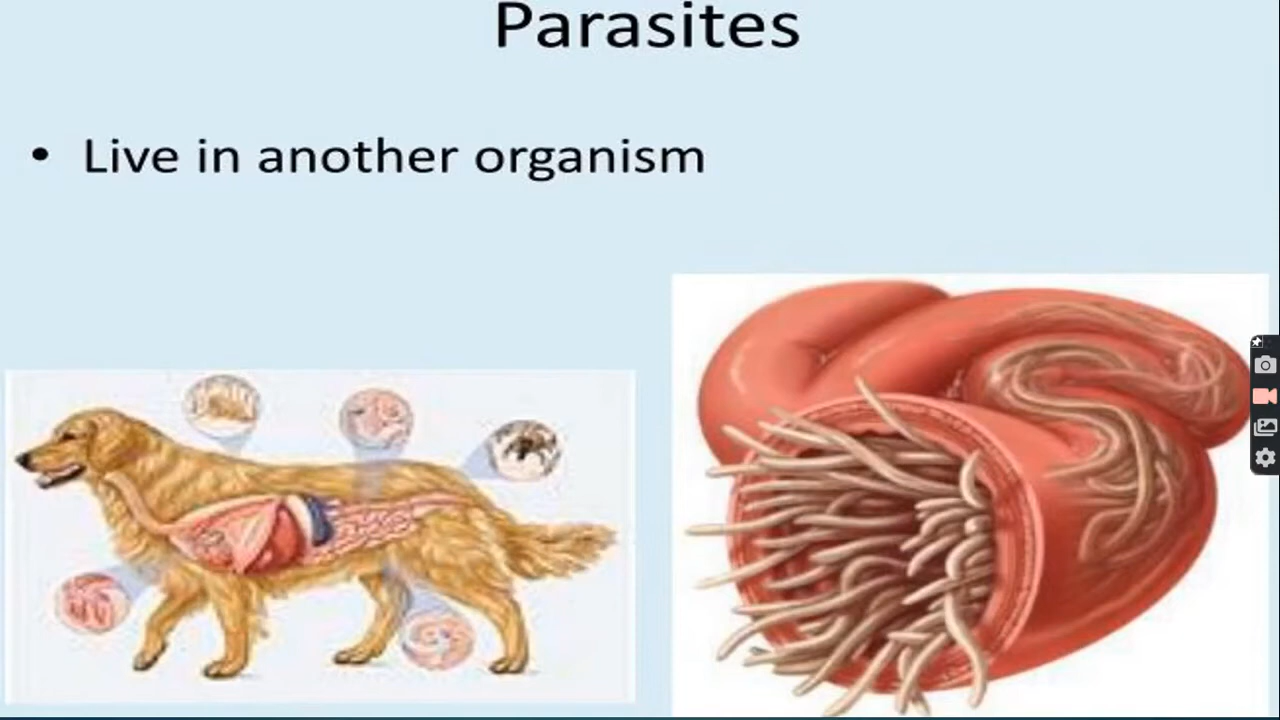 Parasites
• Live in another organism